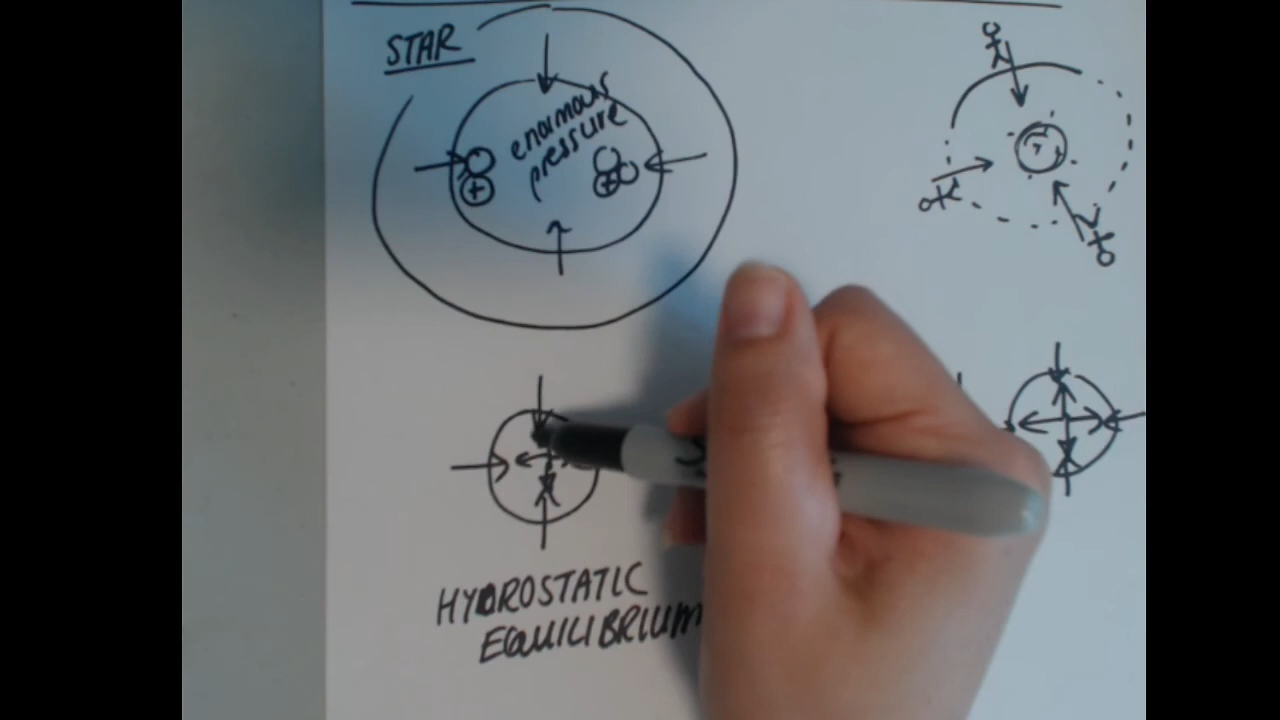 STAR
enormous
pressure
+
+
HYDROSTATIC
EQUILIBRIUM